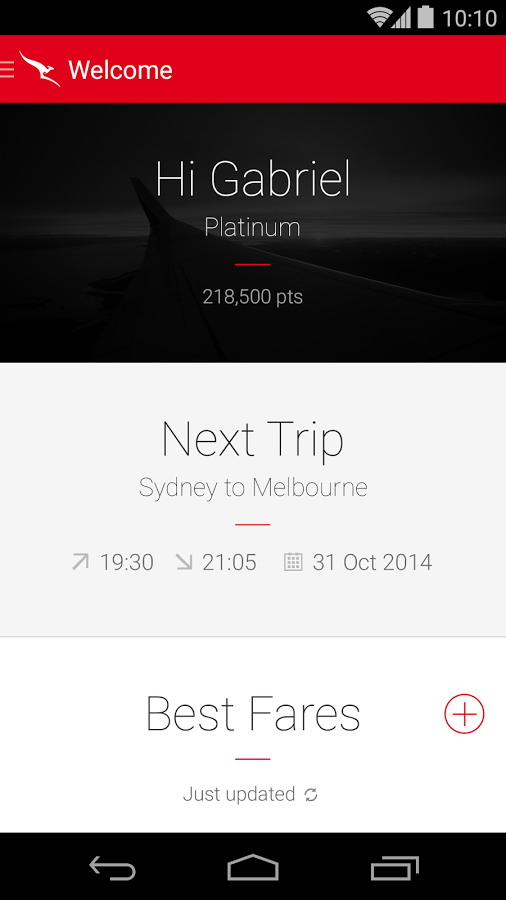 10:10
Welcome
Hi Gabriel
Platinum
218,500 pts
Next Trip
Sydney to Melbourne
19:30 21:05 31 Oct 2014
Best Fares
Just updated